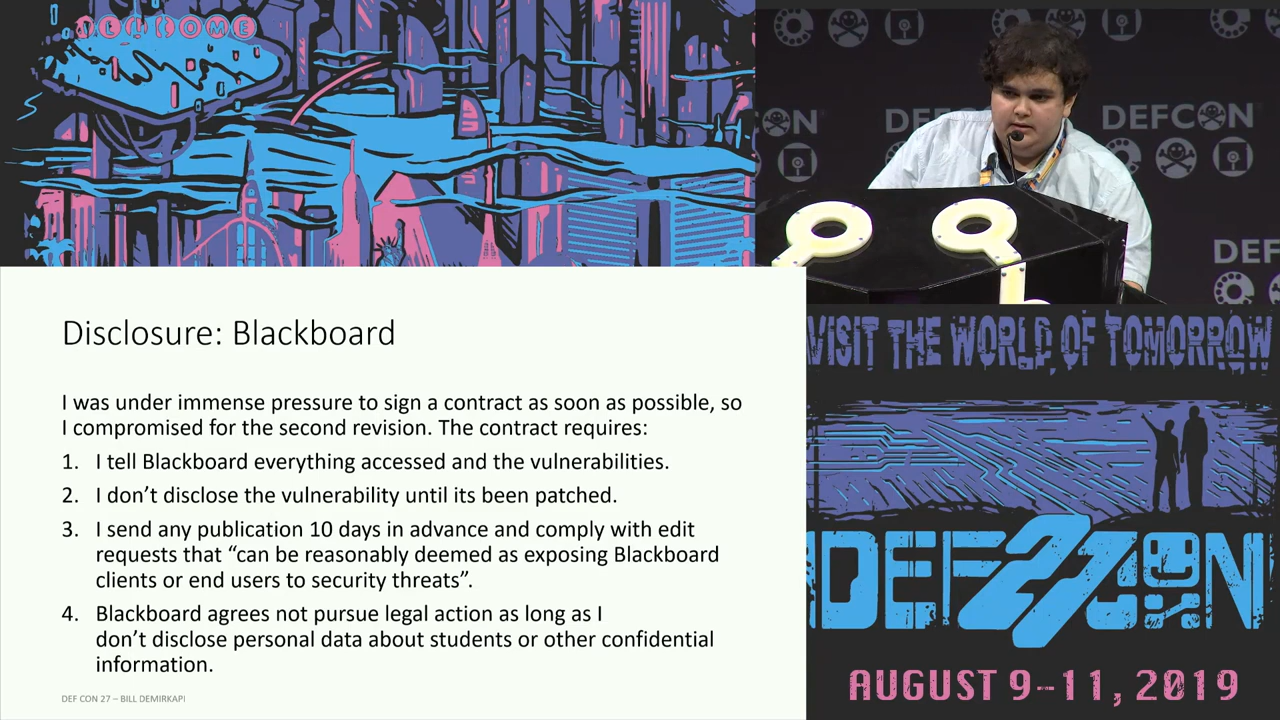 WELCOME
DEFCON
DEFCON
DEF
Disclosure: Blackboard
I was under immense pressure to sign a contract as soon as possible, so
I compromised for the second revision. The contract requires:
1. I tell Blackboard everything accessed and the vulnerabilities.
2. I don’t disclose the vulnerability until its been patched.
3. I send any publication 10 days in advance and comply with edit
requests that “can be reasonably deemed as exposing Blackboard
clients or end users to security threats”.
4. Blackboard agrees not pursue legal action as long as I
don’t disclose personal data about students or other confidential
information.
DEF CON 27 – BILL DEMIRKAPI
VISIT THE WORLD OF TOMORROW
DEF 27 CON
AUGUST 9-11, 2019